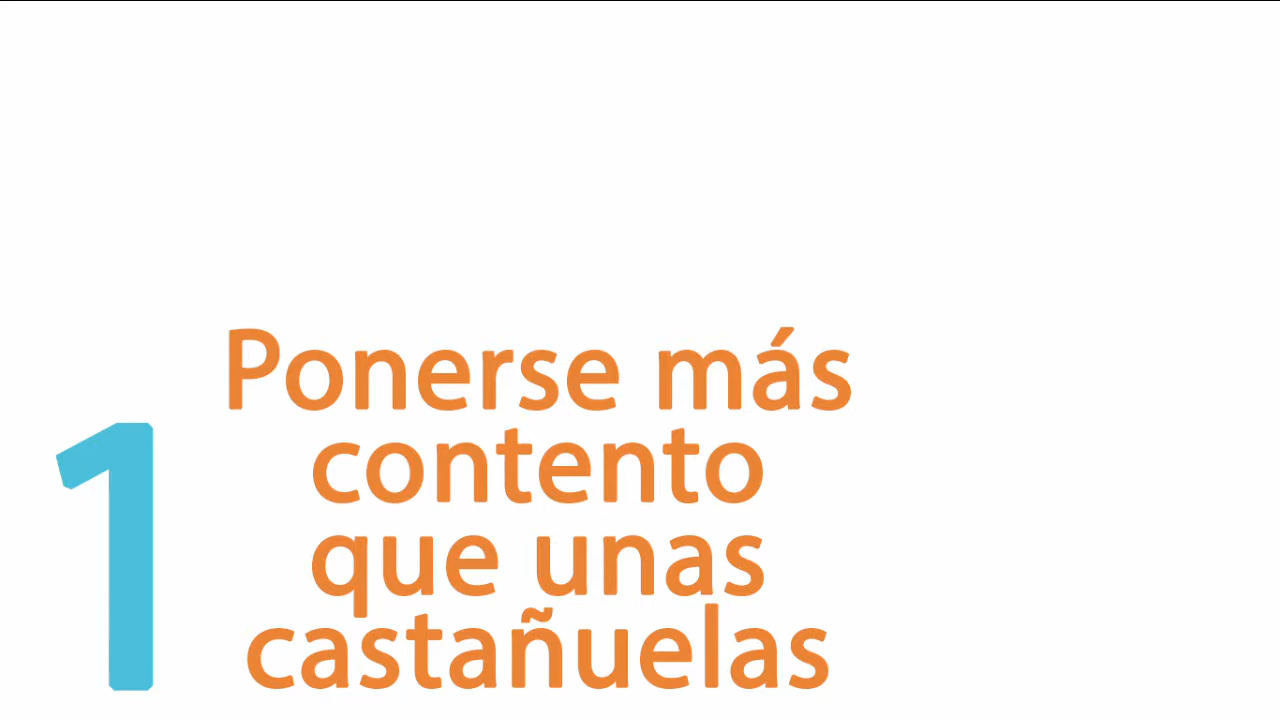 1
Ponerse más
contento
que unas
castañuelas